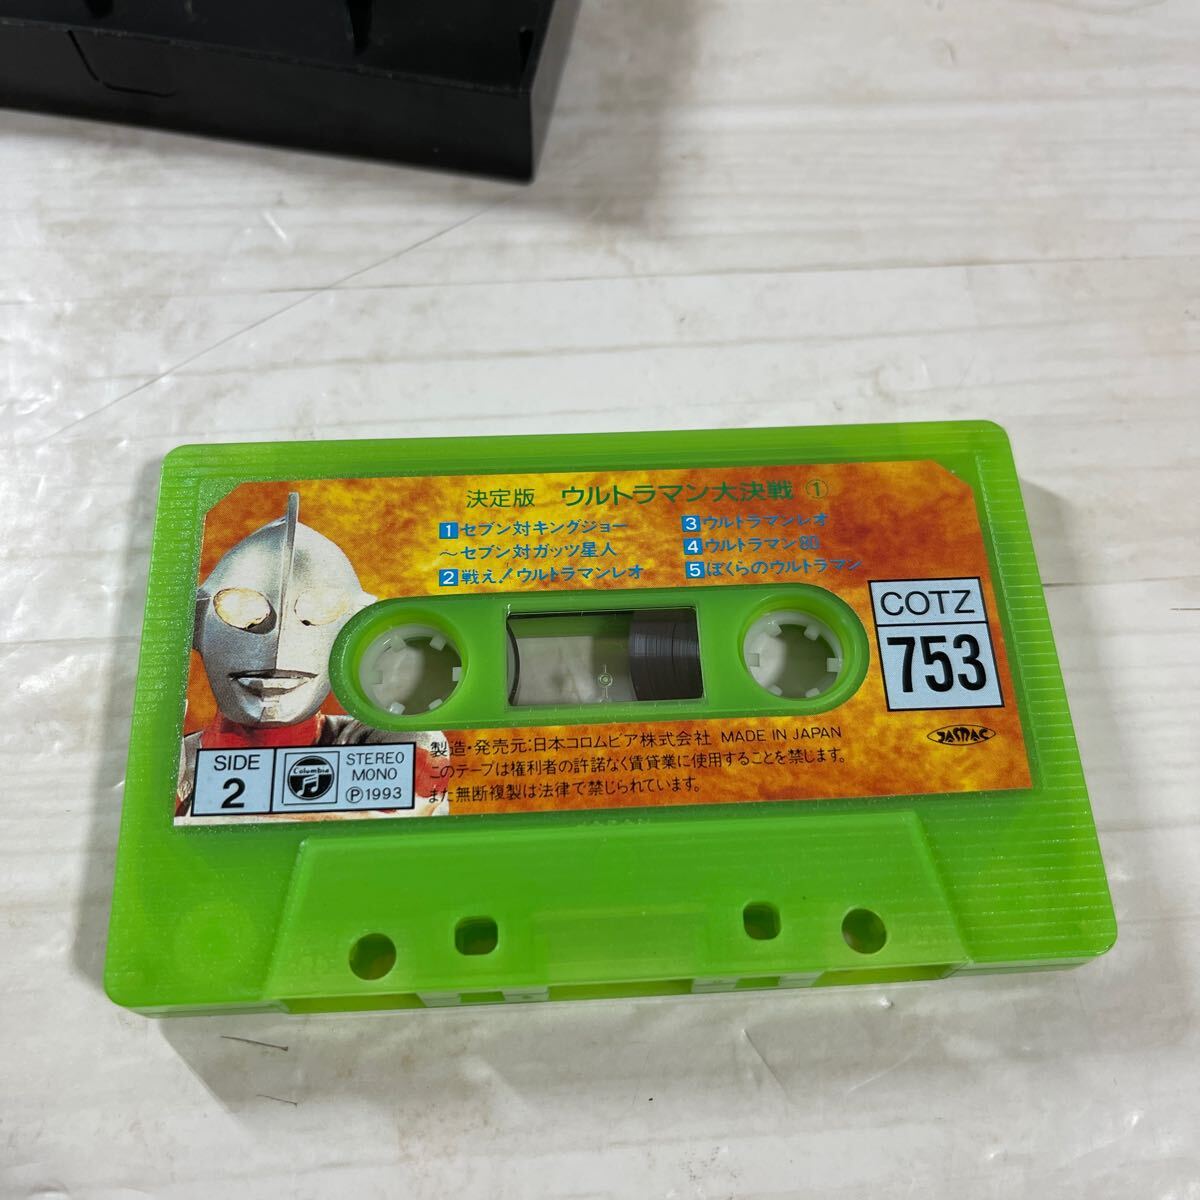 決定版 ウルトラマン大決戦 ①
1 セブン対キングジョー
～セブン対ガッツ星人
2 戦え!ウルトラマンレオ
3 ウルトラマンレオ
4 ウルトラマン80
5 ぼくらのウルトラマン
COTZ
753
SIDE
2
Columbia
STEREO
MONO
Ⓟ1993
製造・発売元:日本コロムビア株式会社 MADE IN JAPAN
このテープは権利者の許諾なく賃貸業に使用することを禁じます。
また無断複製は法律で禁じられています。
JASRAC